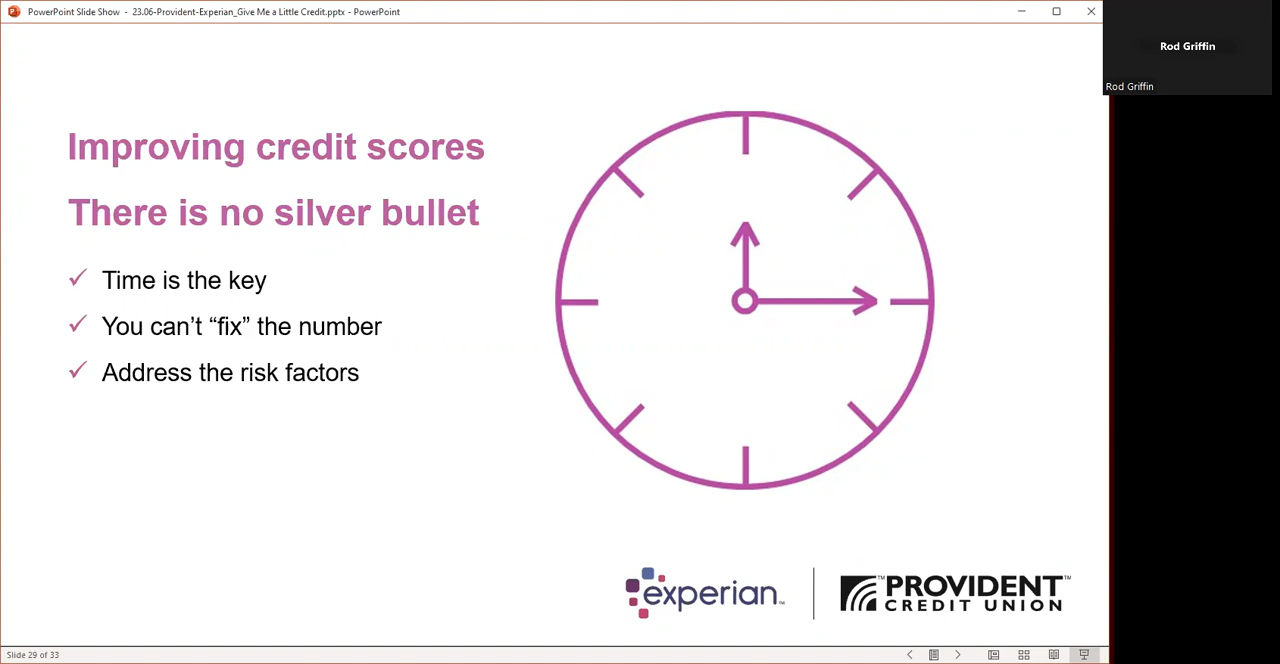 PowerPoint Slide Show - 23.06-Provident-Experian_Give Me a Little Credit.pptx - PowerPoint
Rod Griffin
Rod Griffin
Improving credit scores
There is no silver bullet
✓ Time is the key
✓ You can’t “fix” the number
✓ Address the risk factors
experian™
™PROVIDENT™
CREDIT UNION
Slide 29 of 33